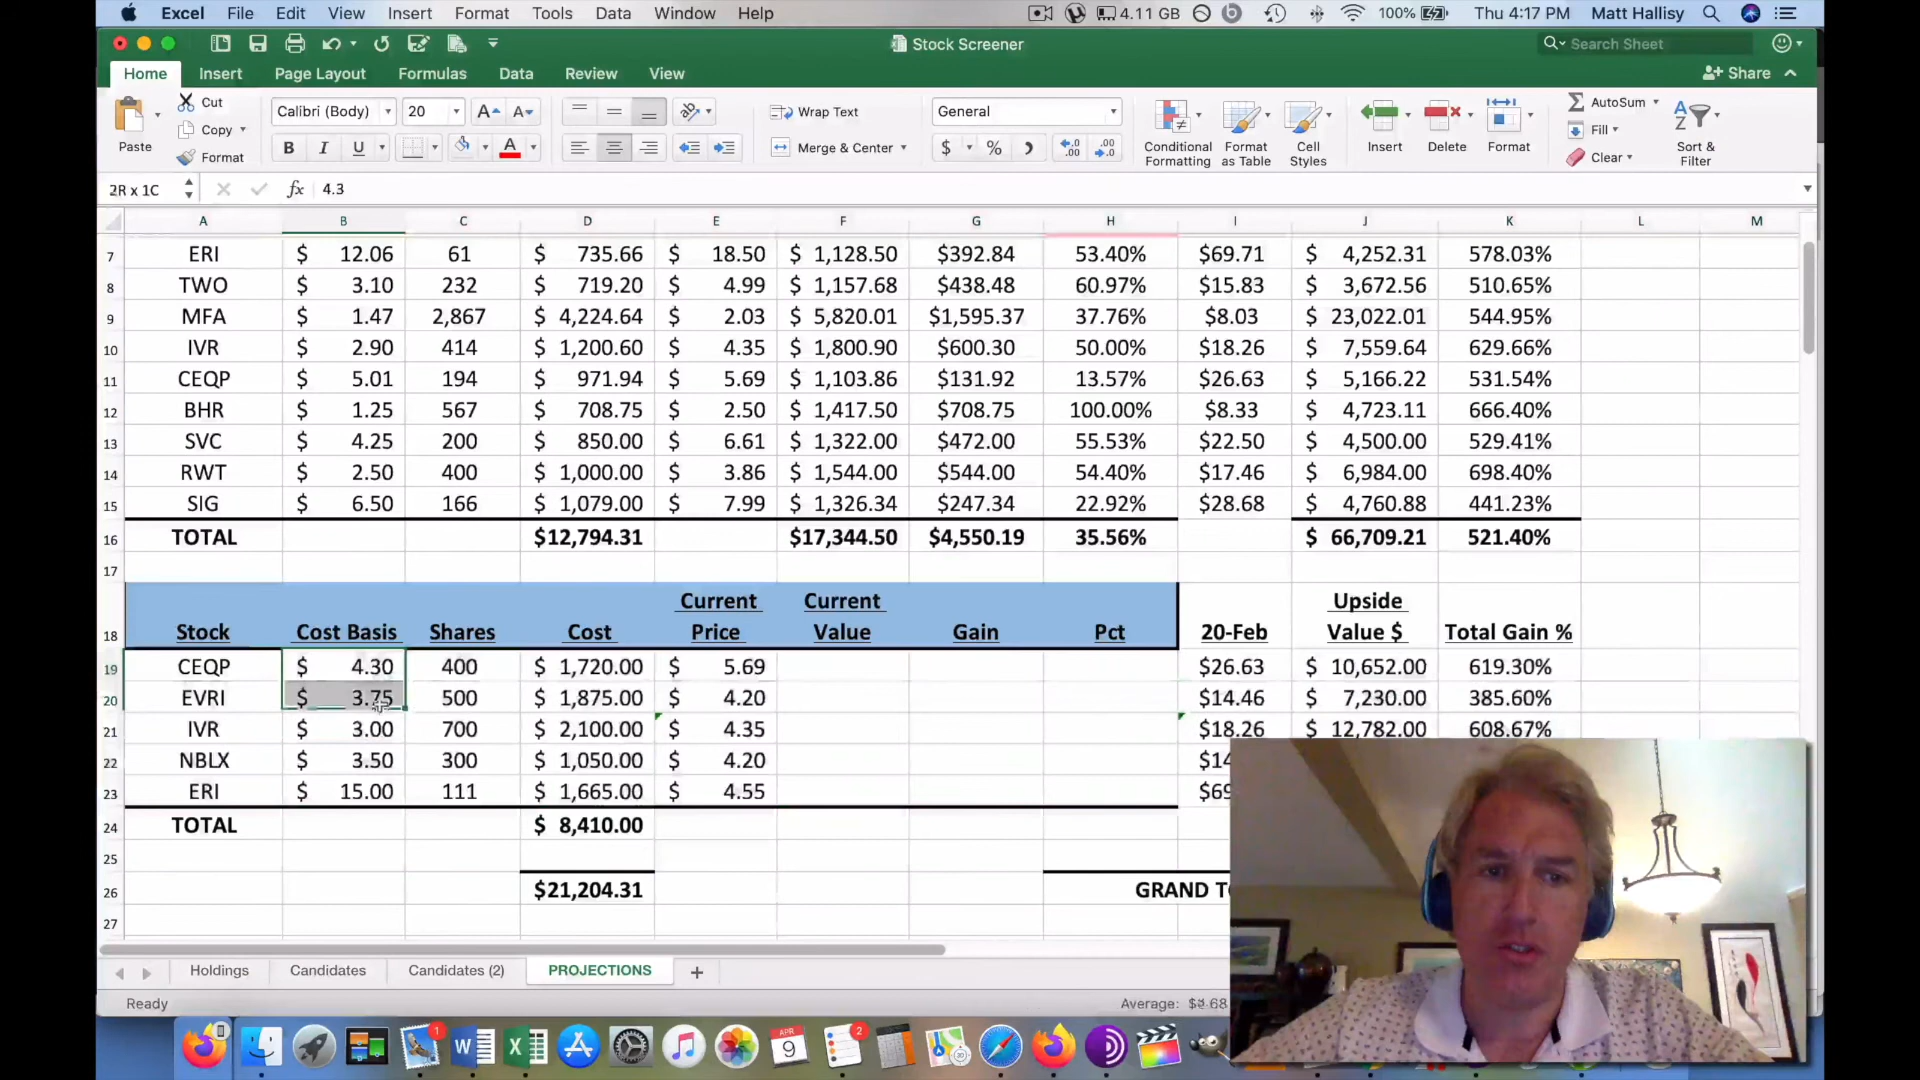 Excel File Edit View Insert Format Tools Data Window Help 4.11 GB 100% Thu 4:17 PM Matt Hallisy
Stock Screener Search Sheet
Home Insert Page Layout Formulas Data Review View Share
Paste Cut Copy Format
Calibri (Body) 20 Wrap Text Merge & Center General
Conditional Formatting Format as Table Cell Styles Insert Delete Format
AutoSum Fill Clear Sort & Filter
2R x 1C fx 4.3
A B C D E F G H I J K L M
7 ERI $ 12.06 61 $ 735.66 $ 18.50 $ 1,128.50 $392.84 53.40% $69.71 $ 4,252.31 578.03%
8 TWO $ 3.10 232 $ 719.20 $ 4.99 $ 1,157.68 $438.48 60.97% $15.83 $ 3,672.56 510.65%
9 MFA $ 1.47 2,867 $ 4,224.64 $ 2.03 $ 5,820.01 $1,595.37 37.76% $8.03 $ 23,022.01 544.95%
10 IVR $ 2.90 414 $ 1,200.60 $ 4.35 $ 1,800.90 $600.30 50.00% $18.26 $ 7,559.64 629.66%
11 CEQP $ 5.01 194 $ 971.94 $ 5.69 $ 1,103.86 $131.92 13.57% $26.63 $ 5,166.22 531.54%
12 BHR $ 1.25 567 $ 708.75 $ 2.50 $ 1,417.50 $708.75 100.00% $8.33 $ 4,723.11 666.40%
13 SVC $ 4.25 200 $ 850.00 $ 6.61 $ 1,322.00 $472.00 55.53% $22.50 $ 4,500.00 529.41%
14 RWT $ 2.50 400 $ 1,000.00 $ 3.86 $ 1,544.00 $544.00 54.40% $17.46 $ 6,984.00 698.40%
15 SIG $ 6.50 166 $ 1,079.00 $ 7.99 $ 1,326.34 $247.34 22.92% $28.68 $ 4,760.88 441.23%
16 TOTAL $12,794.31 $17,344.50 $4,550.19 35.56% $ 66,709.21 521.40%
17
Current Current Upside
18 Stock Cost Basis Shares Cost Price Value Gain Pct 20-Feb Value $ Total Gain %
19 CEQP $ 4.30 400 $ 1,720.00 $ 5.69 $26.63 $ 10,652.00 619.30%
20 EVRI $ 3.75 500 $ 1,875.00 $ 4.20 $14.46 $ 7,230.00 385.60%
21 IVR $ 3.00 700 $ 2,100.00 $ 4.35 $18.26 $ 12,782.00 608.67%
22 NBLX $ 3.50 300 $ 1,050.00 $ 4.20 $14
23 ERI $ 15.00 111 $ 1,665.00 $ 4.55 $69
24 TOTAL $ 8,410.00
25
26 $21,204.31 GRAND
27
Holdings Candidates Candidates (2) PROJECTIONS +
Ready Average:
1 W X APR 9 2